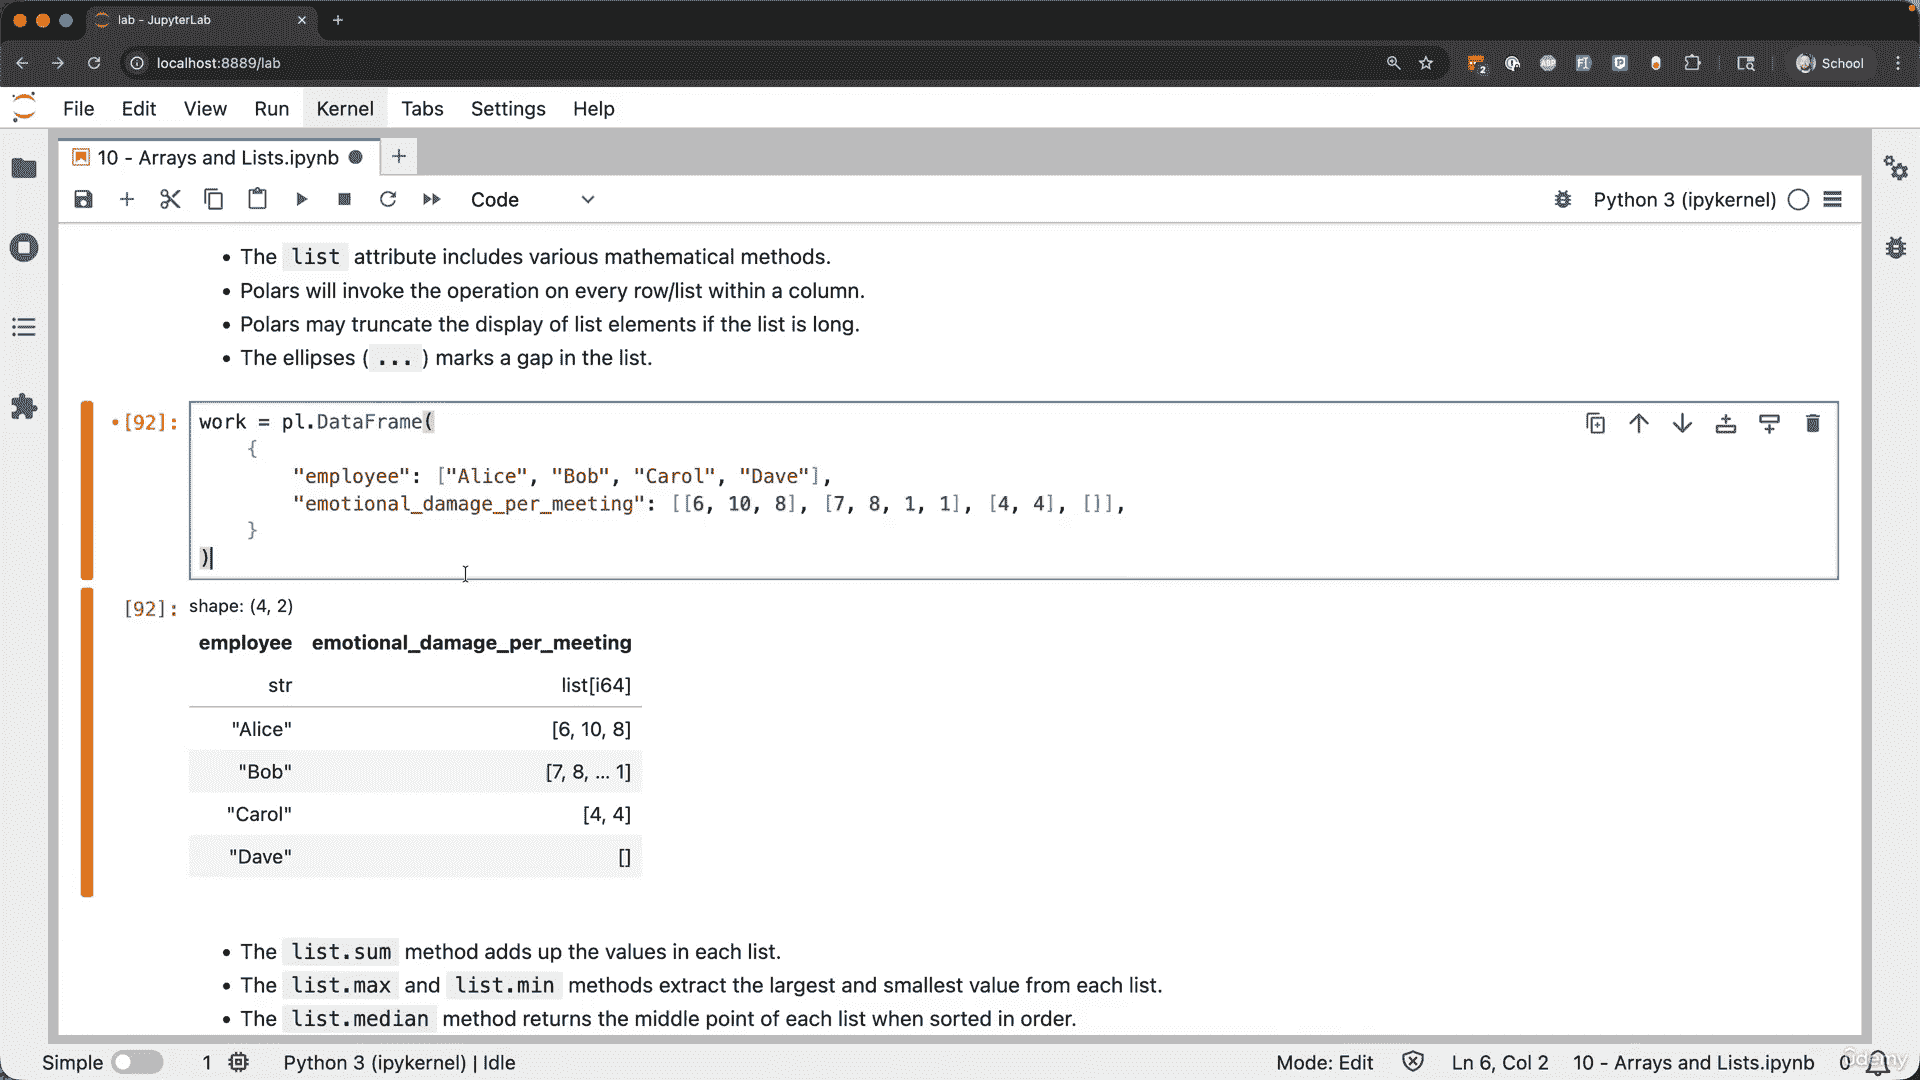 lab - JupyterLab
localhost:8889/lab
2
ABP
School
File Edit View Run Kernel Tabs Settings Help
10 - Arrays and Lists.ipynb
Code
Python 3 (ipykernel)
• The list attribute includes various mathematical methods.
• Polars will invoke the operation on every row/list within a column.
• Polars may truncate the display of list elements if the list is long.
• The ellipses (...) marks a gap in the list.
[92]: work = pl.DataFrame(
{
"employee": ["Alice", "Bob", "Carol", "Dave"],
"emotional_damage_per_meeting": [[6, 10, 8], [7, 8, 1, 1], [4, 4], []],
}
)
[92]: shape: (4, 2)
employee emotional_damage_per_meeting
str list[i64]
"Alice" [6, 10, 8]
"Bob" [7, 8, ... 1]
"Carol" [4, 4]
"Dave" []
• The list.sum method adds up the values in each list.
• The list.max and list.min methods extract the largest and smallest value from each list.
• The list.median method returns the middle point of each list when sorted in order.
Simple 1 Python 3 (ipykernel) | Idle Mode: Edit Ln 6, Col 2 10 - Arrays and Lists.ipynb 0
Udemy